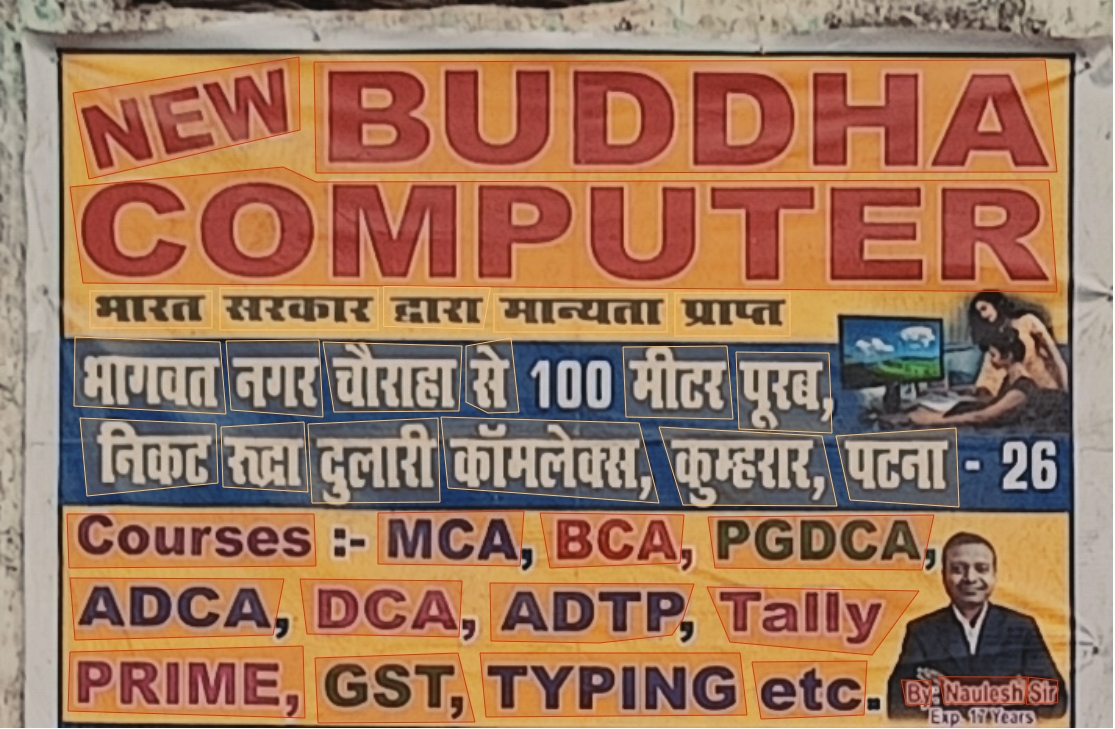 NEW BUDDHA
COMPUTER
भारत सरकार द्वारा मान्यता प्राप्त
भागवत नगर चौराहा से 100 मीटर पूरब,
निकट रुद्रा दुलारी कॉमलेक्स, कुम्हरार, पटना - 26
Courses :- MCA, BCA, PGDCA,
ADCA, DCA, ADTP, Tally
PRIME, GST, TYPING etc.
By: Naulesh Sir
Exp. 17 Years